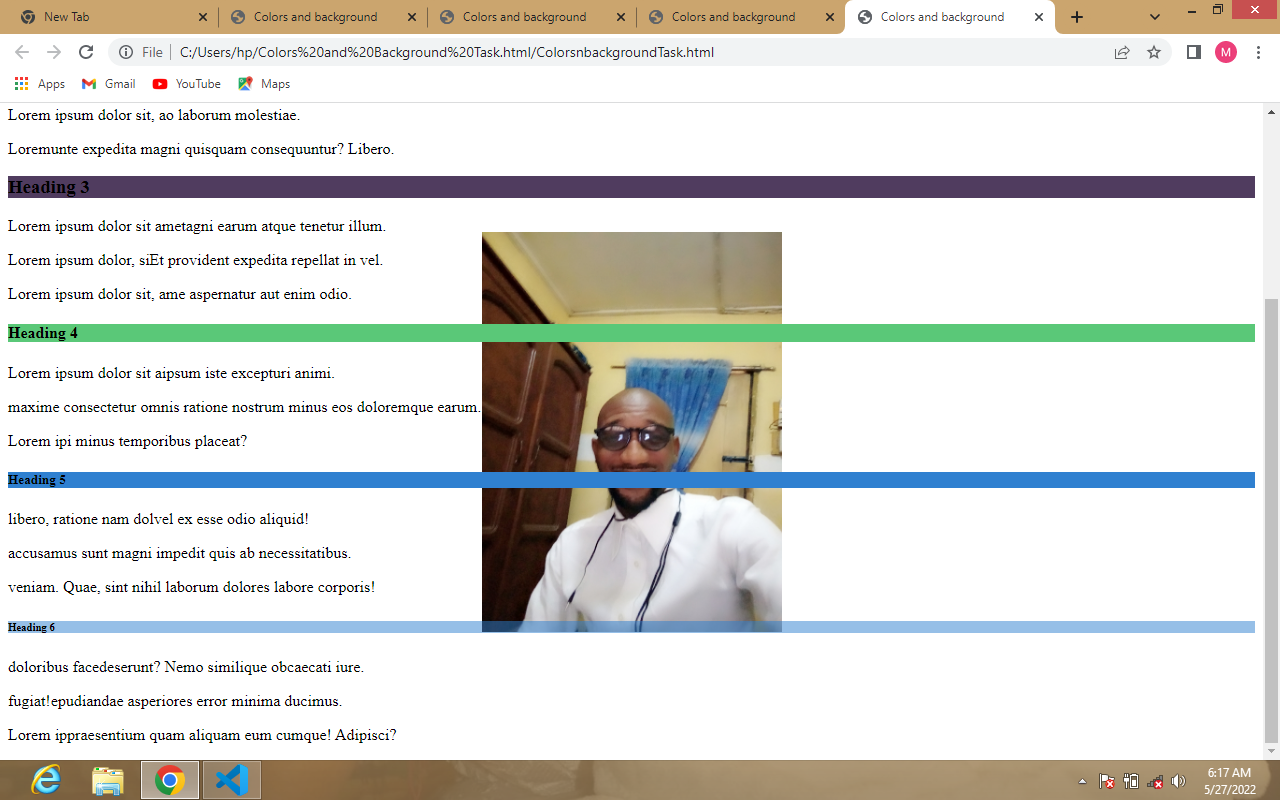 New Tab
Colors and background
Colors and background
Colors and background
Colors and background
File
C:/Users/hp/Colors%20and%20Background%20Task.html/ColorsnbackgroundTask.html
M
Apps
Gmail
YouTube
Maps
Lorem ipsum dolor sit, ao laborum molestiae.
Loremunte expedita magni quisquam consequuntur? Libero.
Heading 3
Lorem ipsum dolor sit ametagni earum atque tenetur illum.
Lorem ipsum dolor, siEt provident expedita repellat in vel.
Lorem ipsum dolor sit, ame aspernatur aut enim odio.
Heading 4
Lorem ipsum dolor sit aipsum iste excepturi animi.
maxime consectetur omnis ratione nostrum minus eos doloremque earum.
Lorem ipi minus temporibus placeat?
Heading 5
libero, ratione nam dolvel ex esse odio aliquid!
accusamus sunt magni impedit quis ab necessitatibus.
veniam. Quae, sint nihil laborum dolores labore corporis!
Heading 6
doloribus facedeserunt? Nemo similique obcaecati iure.
fugiat!epudiandae asperiores error minima ducimus.
Lorem ippraesentium quam aliquam eum cumque! Adipisci?
6:17 AM
5/27/2022